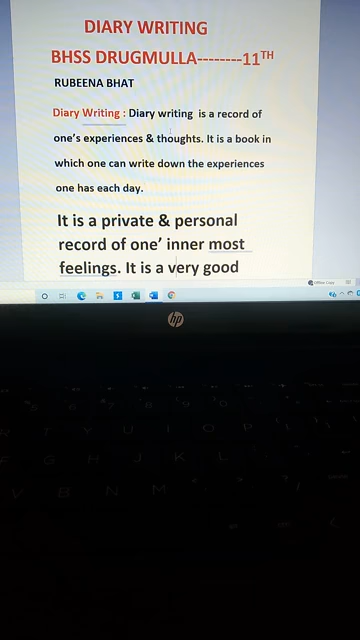 DIARY WRITING
BHSS DRUGMULLA--------11TH
RUBEENA BHAT
Diary Writing : Diary writing is a record of
one's experiences & thoughts. It is a book in
which one can write down the experiences
one has each day.
It is a private & personal
record of one' inner most
feelings. It is a very good
hp
T Y U I O P
G H J K L
V B N M